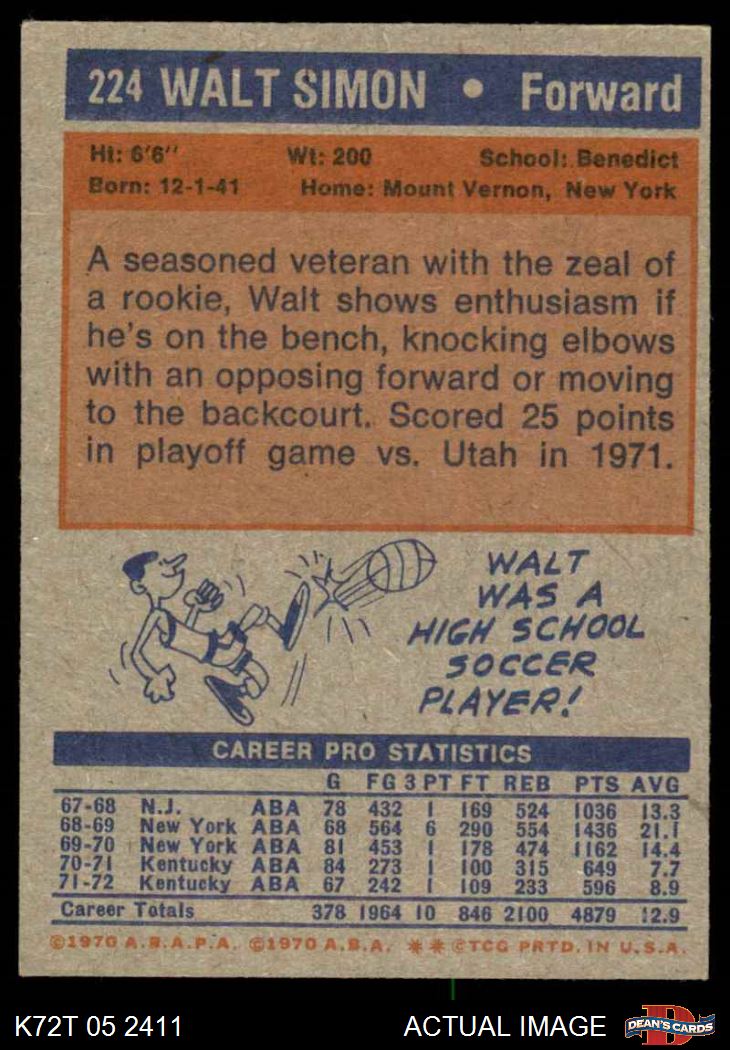 224 WALT SIMON • Forward
Ht: 6'6" Wt: 200 School: Benedict
Born: 12-1-41 Home: Mount Vernon, New York
A seasoned veteran with the zeal of
a rookie, Walt shows enthusiasm if
he's on the bench, knocking elbows
with an opposing forward or moving
to the backcourt. Scored 25 points
in playoff game vs. Utah in 1971.
WALT
WAS A
HIGH SCHOOL
SOCCER
PLAYER!
CAREER PRO STATISTICS
G FG 3 PT FT REB PTS AVG
67-68 N.J. ABA 78 432 1 169 524 1036 13.3
68-69 New York ABA 68 564 6 290 554 1436 21.1
69-70 New York ABA 81 453 1 178 474 1162 14.4
70-71 Kentucky ABA 84 273 1 100 315 649 7.7
71-72 Kentucky ABA 67 242 1 109 233 596 8.9
Career Totals 378 1964 10 846 2100 4879 12.9
©1970 A.B.A.P.A. ©1970 A.B.A. ** ©TCG PRTD. IN U.S.A.
K72T 05 2411 ACTUAL IMAGE D DEAN'S CARDS